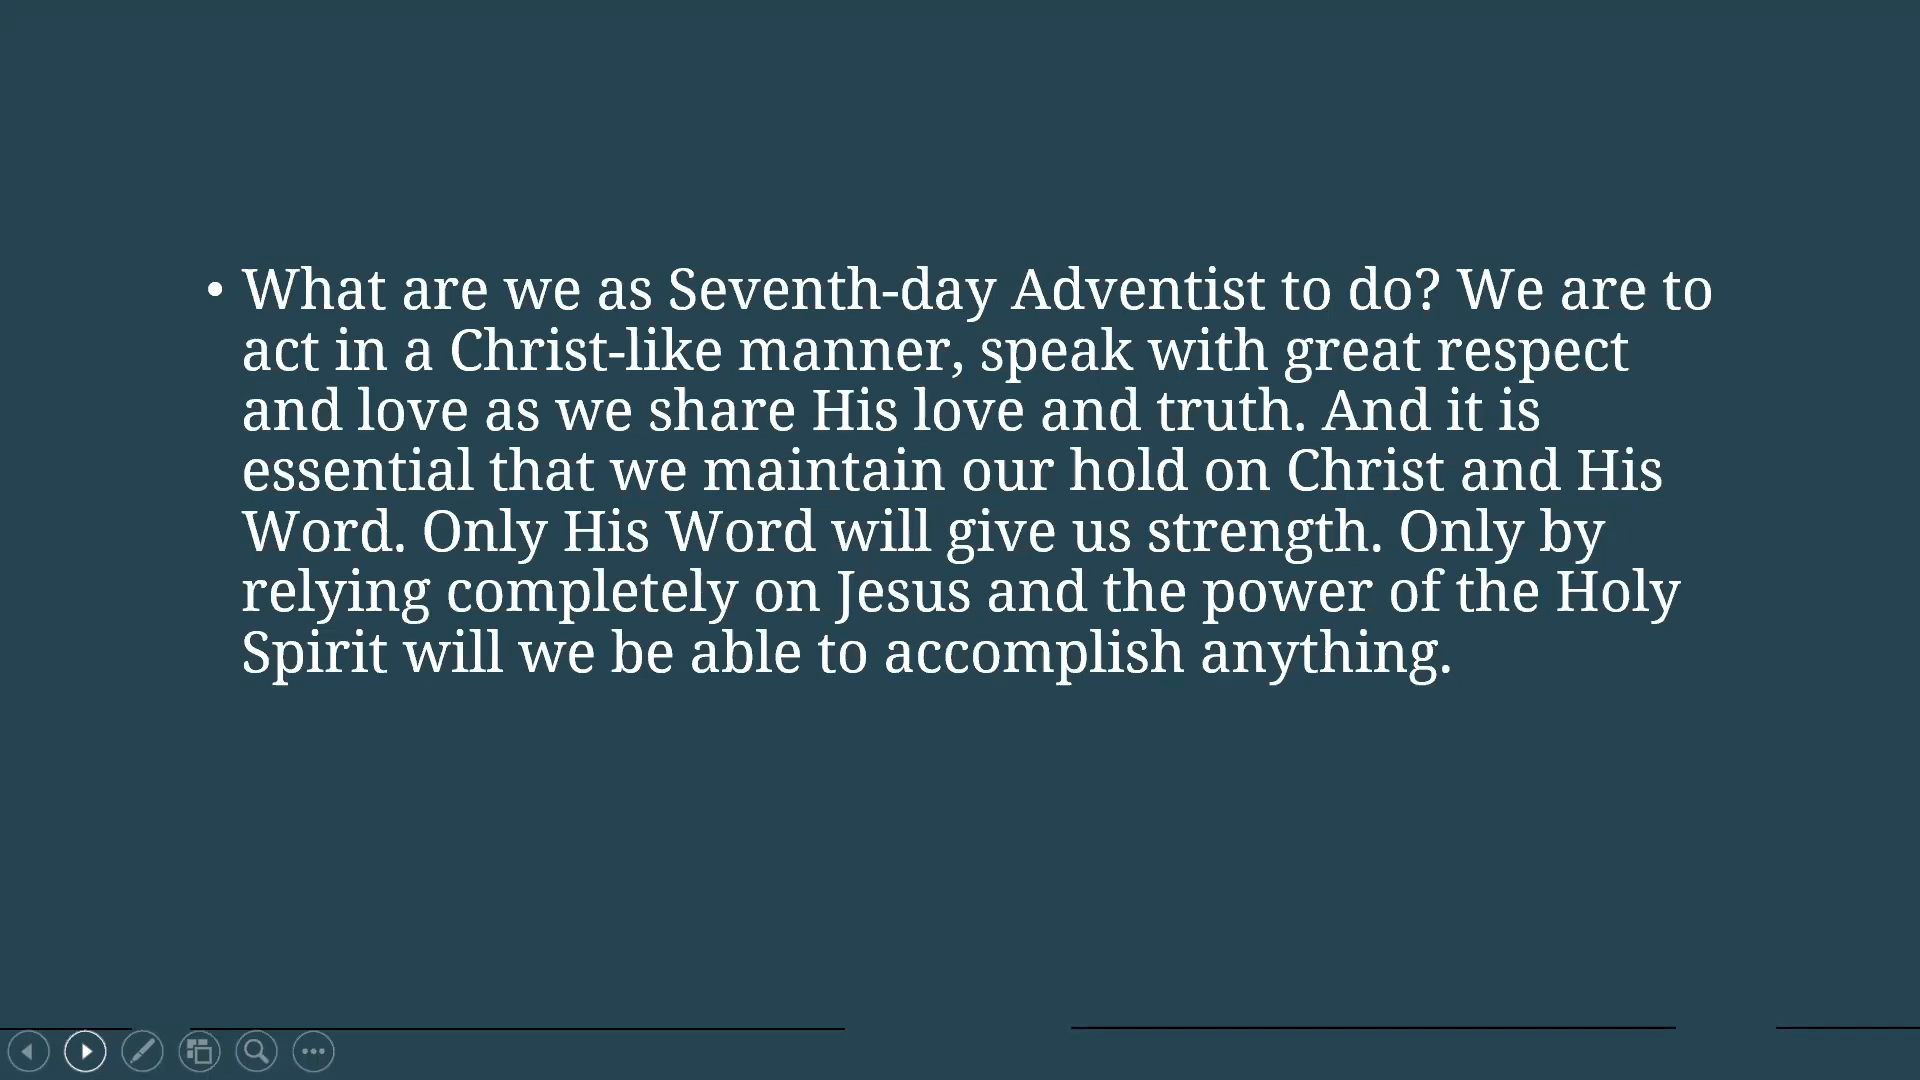 • What are we as Seventh-day Adventist to do? We are to
act in a Christ-like manner, speak with great respect
and love as we share His love and truth. And it is
essential that we maintain our hold on Christ and His
Word. Only His Word will give us strength. Only by
relying completely on Jesus and the power of the Holy
Spirit will we be able to accomplish anything.